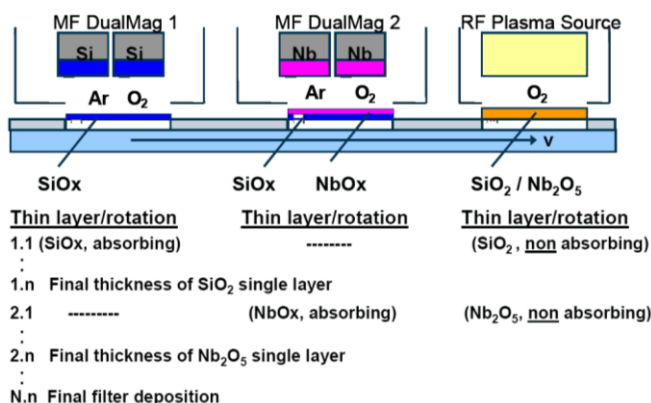 MF DualMag 1 MF DualMag 2 RF Plasma Source
Si Si Nb Nb
Ar O₂ Ar O₂ O₂
v
SiOx SiOx NbOx SiO₂ / Nb₂O₅
Thin layer/rotation Thin layer/rotation Thin layer/rotation
1.1 (SiOx, absorbing) -------- (SiO₂, non absorbing)
:
1.n Final thickness of SiO₂ single layer
2.1 --------- (NbOx, absorbing) (Nb₂O₅, non absorbing)
:
2.n Final thickness of Nb₂O₅ single layer
:
N.n Final filter deposition